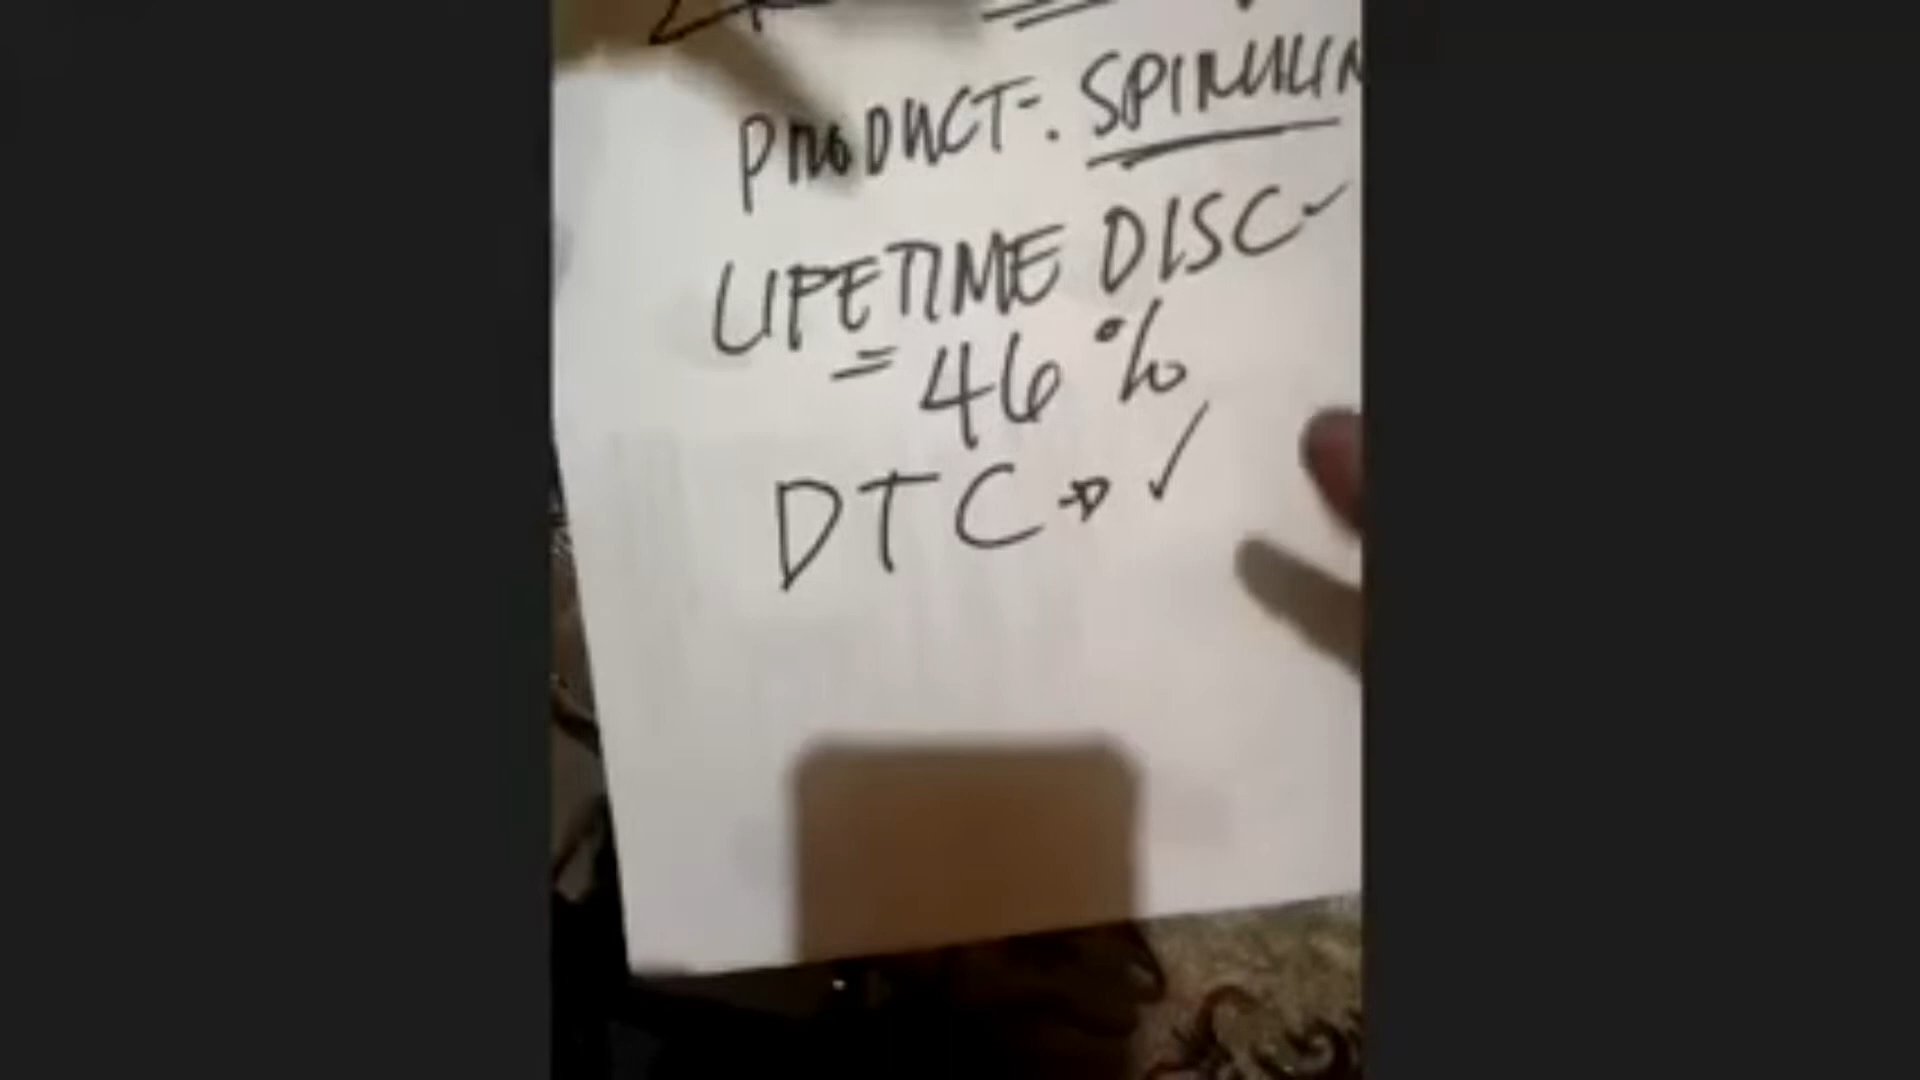 PRODUCT-. SPIRULIN
LIFETIME DISC-
= 46 %
DTC → ✓